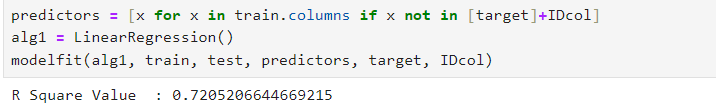 predictors = [x for x in train.columns if x not in [target]+IDcol]
alg1 = LinearRegression()
modelfit(alg1, train, test, predictors, target, IDcol)
R Square Value  : 0.7205206644669215